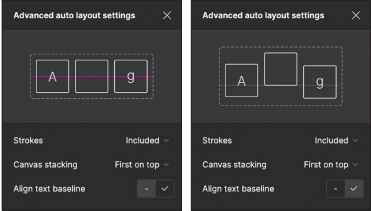 Advanced auto layout settings
A g
Strokes Included
Canvas stacking First on top
Align text baseline -
Advanced auto layout settings
A g
Strokes Included
Canvas stacking First on top
Align text baseline -